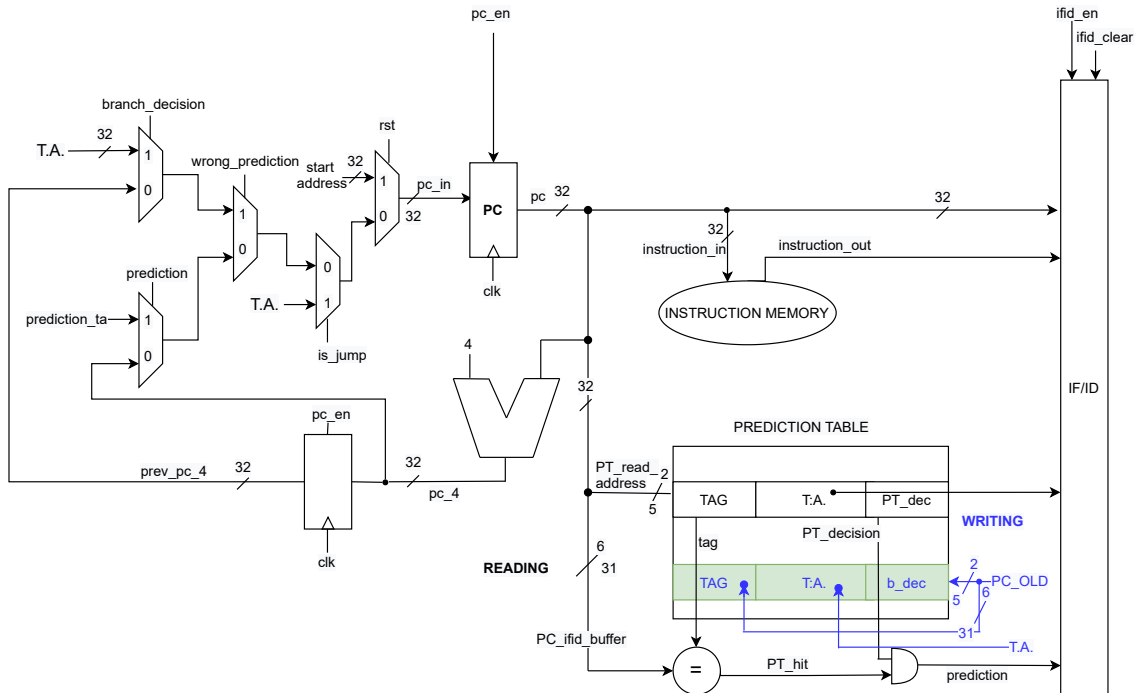 pc_en
ifid_en
ifid_clear
branch_decision
rst
T.A.
32
1
0
wrong_prediction
start
address
32
1
0
pc_in
32
PC
clk
pc
32
32
32
instruction_in
instruction_out
INSTRUCTION MEMORY
1
0
0
1
T.A.
is_jump
prediction
prediction_ta
1
0
4
32
IF/ID
pc_en
prev_pc_4
32
clk
32
pc_4
PREDICTION TABLE
PT_read_
address
2
5
TAG
T:A.
PT_dec
WRITING
tag
PT_decision
READING
6
31
TAG
T:A.
b_dec
2
5
PC_OLD
6
31
T.A.
PC_ifid_buffer
=
PT_hit
prediction